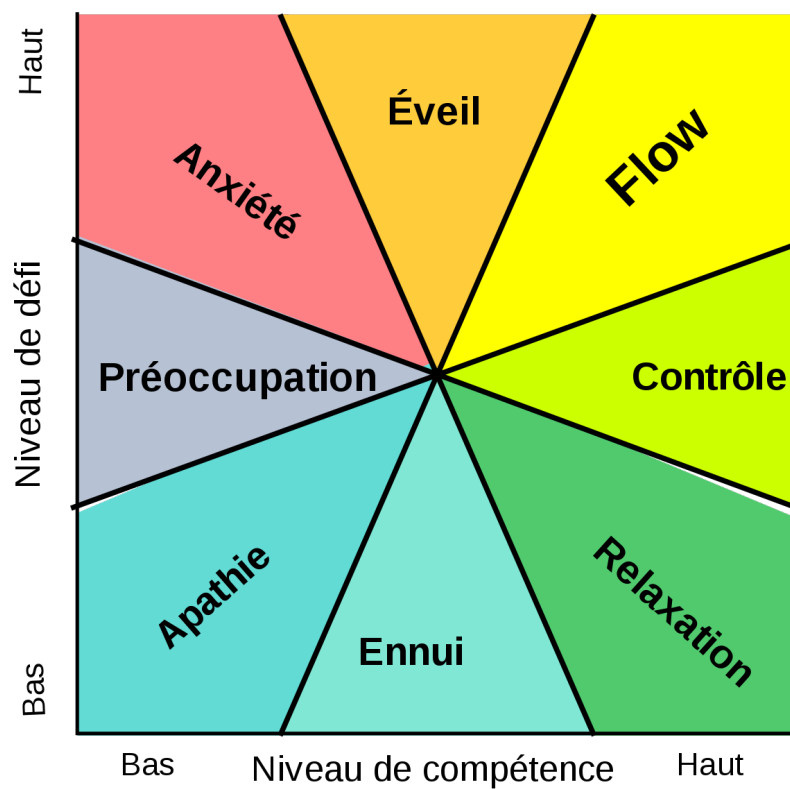 Haut
Éveil
Flow
Anxiété
Niveau de défi
Préoccupation
Contrôle
Apathie
Relaxation
Ennui
Bas
Bas
Niveau de compétence
Haut